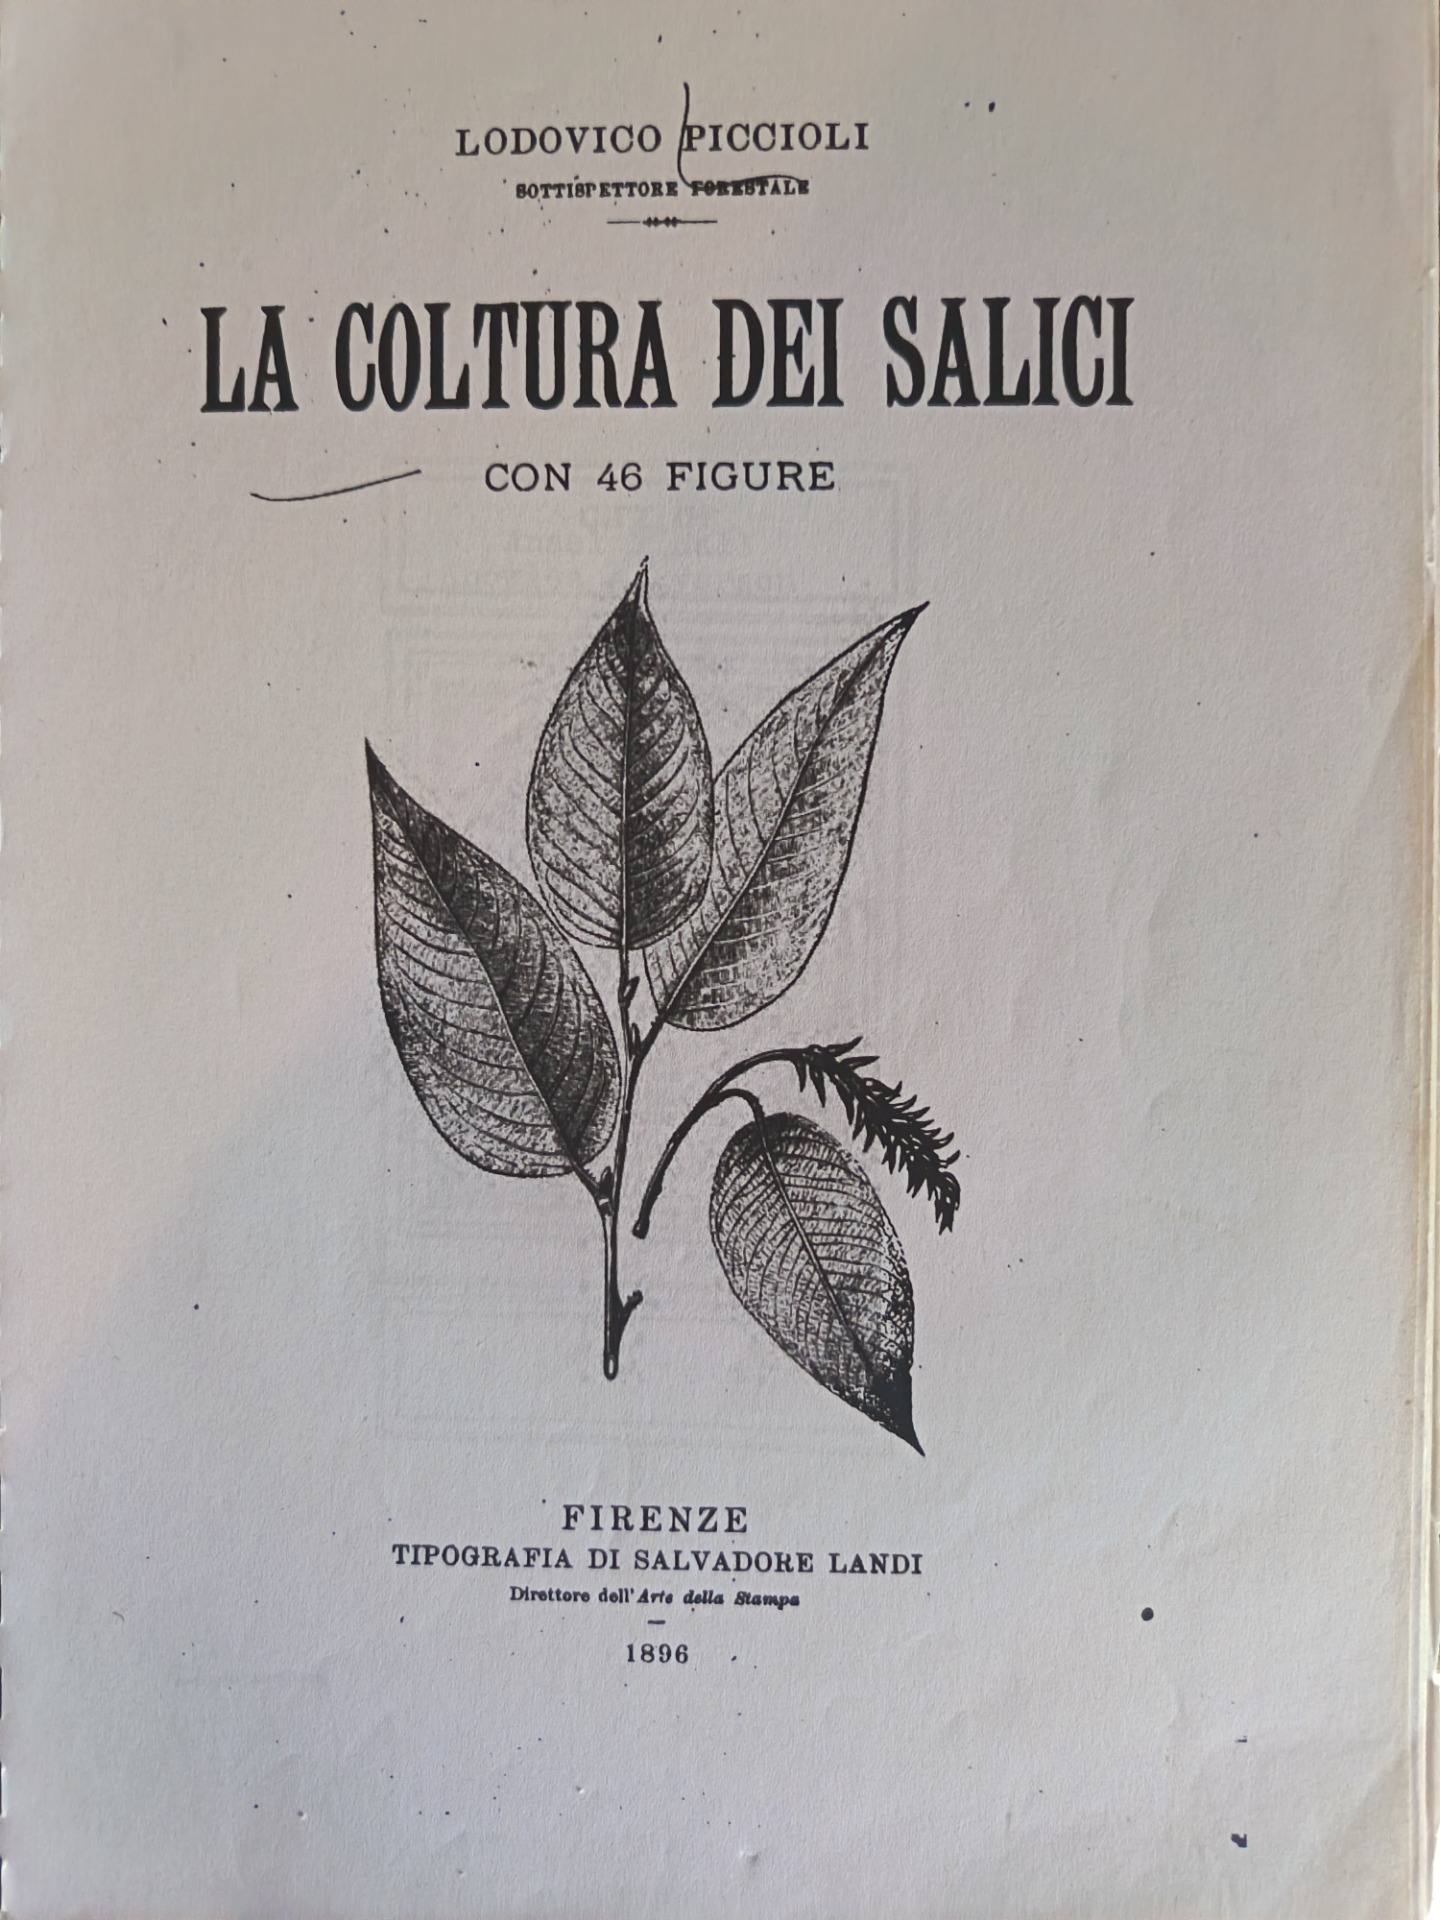 LODOVICO PICCIOLI
SOTTISPETTORE FORESTALE
LA COLTURA DEI SALICI
CON 46 FIGURE
FIRENZE
TIPOGRAFIA DI SALVADORE LANDI
Direttore dell'Arte della Stampa
1896